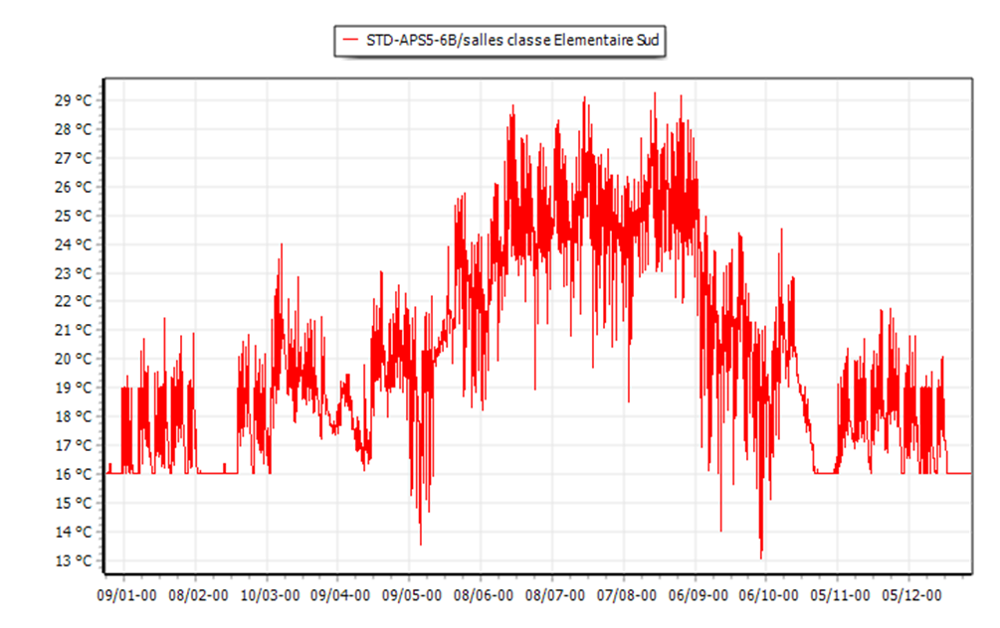 STD-APS5-6B/salles classe Elementaire Sud
29 °C
28 °C
27 °C
26 °C
25 °C
24 °C
23 °C
22 °C
21 °C
20 °C
19 °C
18 °C
17 °C
16 °C
15 °C
14 °C
13 °C
09/01-00 08/02-00 10/03-00 09/04-00 09/05-00 08/06-00 08/07-00 07/08-00 06/09-00 06/10-00 05/11-00 05/12-00